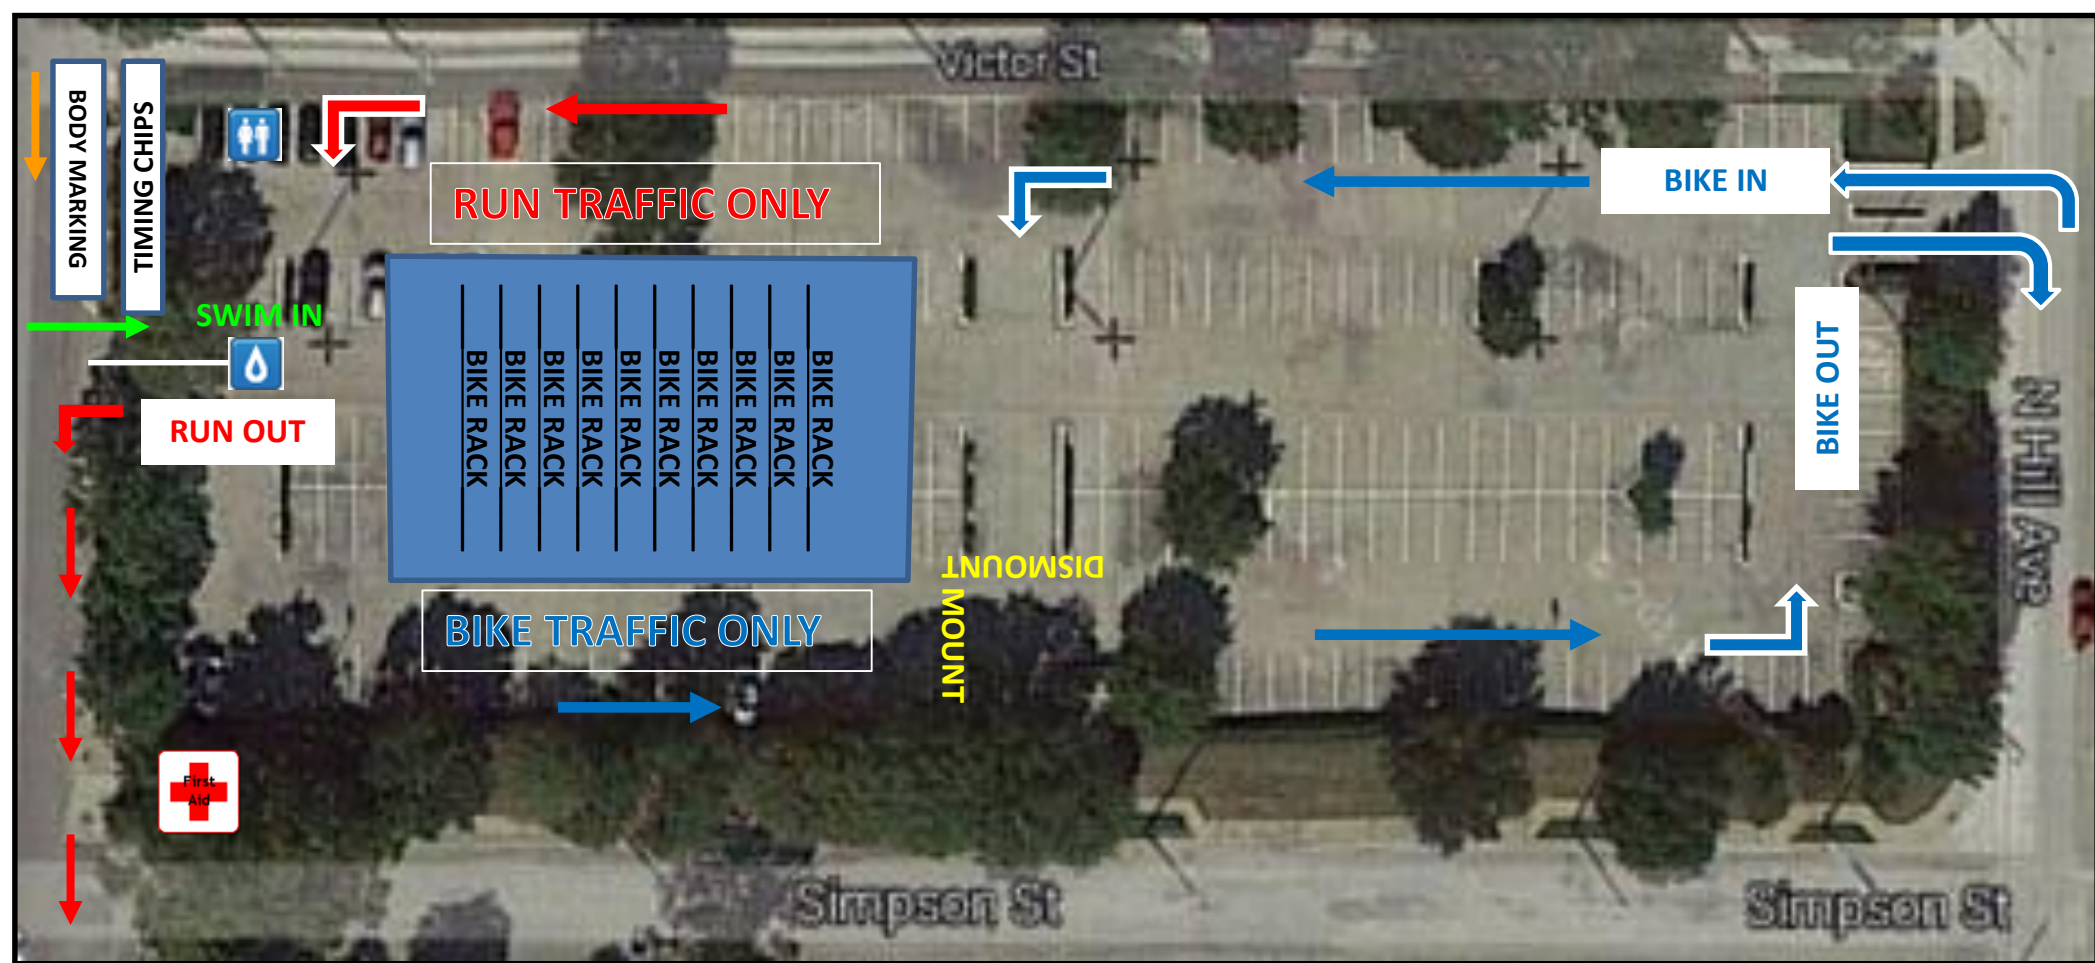 Victor St
BODY MARKING
TIMING CHIPS
RUN TRAFFIC ONLY
BIKE IN
SWIM IN
BIKE OUT
RUN OUT
BIKE RACK
BIKE RACK
BIKE RACK
BIKE RACK
BIKE RACK
BIKE RACK
BIKE RACK
BIKE RACK
BIKE RACK
BIKE RACK
N Hill Ave
DISMOUNT
MOUNT
BIKE TRAFFIC ONLY
First
Aid
Simpson St
Simpson St